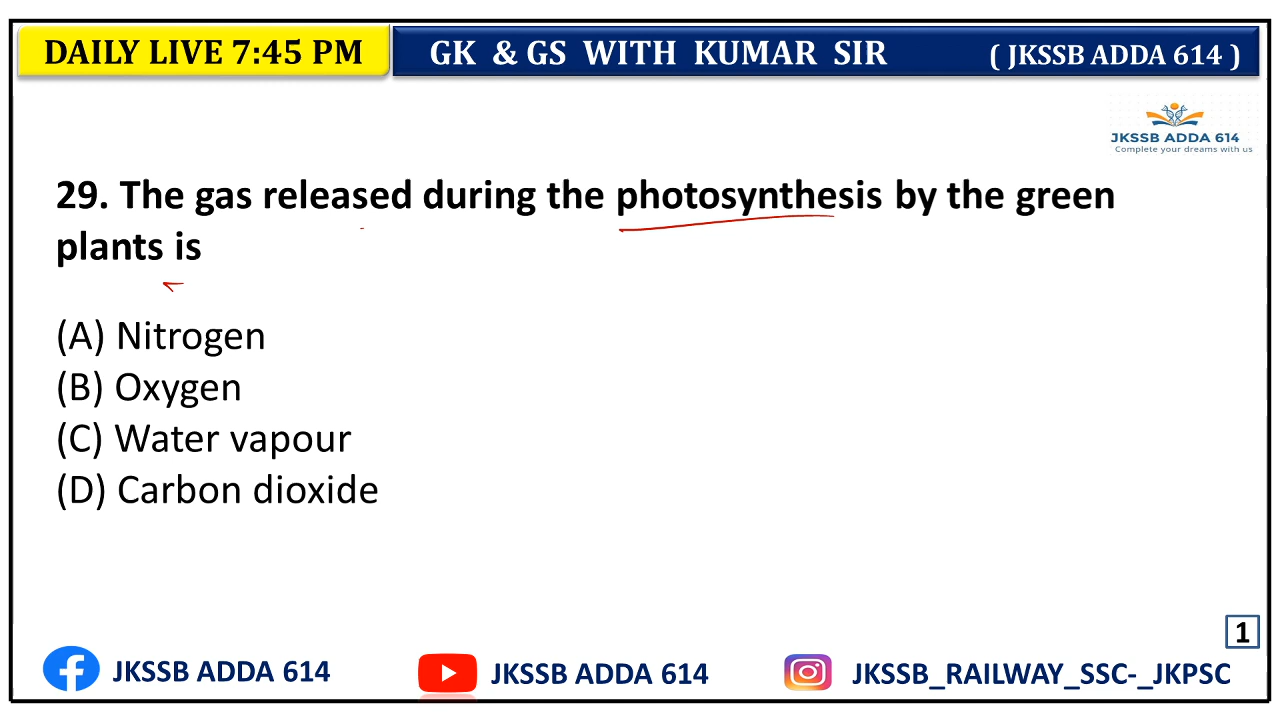 DAILY LIVE 7:45 PM
GK & GS WITH KUMAR SIR ( JKSSB ADDA 614 )
JKSSB ADDA 614
Complete your dreams with us
29. The gas released during the photosynthesis by the green
plants is
(A) Nitrogen
(B) Oxygen
(C) Water vapour
(D) Carbon dioxide
1
JKSSB ADDA 614
JKSSB ADDA 614
JKSSB_RAILWAY_SSC-_JKPSC